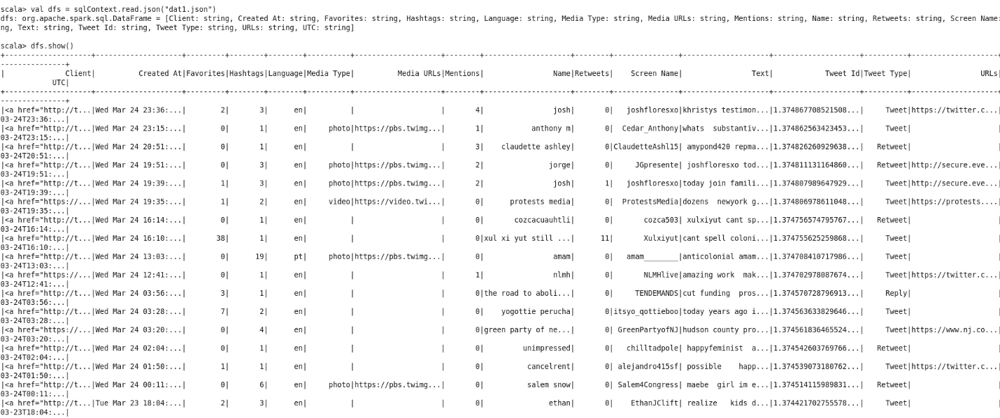 scala> val dfs = sqlContext.read.json("dat1.json")
dfs: org.apache.spark.sql.DataFrame = [Client: string, Created At: string, Favorites: string, Hashtags: string, Language: string, Media Type: string, Media URLs: string, Mentions: string, Name: string, Retweets: string, Screen Name:
ng, Text: string, Tweet Id: string, Tweet Type: string, URLs: string, UTC: string]
scala> dfs.show()
+--------------------+--------------------+---------+--------+--------+----------+--------------------+--------+--------------------+--------+---------------+--------------------+--------------------+----------+--------------------+
---------------+
|              Client|          Created At|Favorites|Hashtags|Language|Media Type|          Media URLs|Mentions|                Name|Retweets|    Screen Name|                Text|            Tweet Id|Tweet Type|                URLs|
            UTC|
+--------------------+--------------------+---------+--------+--------+----------+--------------------+--------+--------------------+--------+---------------+--------------------+--------------------+----------+--------------------+
---------------+
|<a href="http://t...|Wed Mar 24 23:36:...|        2|       3|      en|          |                    |       4|                josh|       0|   joshfloresxo|khristys testimon...|1.374867708521508...|     Tweet|https://twitter.c...|
03-24T23:36:...|
|<a href="http://t...|Wed Mar 24 23:15:...|        0|       1|      en|     photo|https://pbs.twimg...|       1|           anthony m|       0|  Cedar_Anthony|whats  substantiv...|1.374862563423453...|     Tweet|                    |
03-24T23:15:...|
|<a href="http://t...|Wed Mar 24 20:51:...|        0|       1|      en|          |                    |       3|    claudette ashley|       0|ClaudetteAshl15| amypond420 repma...|1.374826260929638...|   Retweet|                    |
03-24T20:51:...|
|<a href="http://t...|Wed Mar 24 19:51:...|        0|       3|      en|     photo|https://pbs.twimg...|       2|               jorge|       0|     JGpresente| joshfloresxo tod...|1.374811131164860...|   Retweet|http://secure.eve...|
03-24T19:51:...|
|<a href="http://t...|Wed Mar 24 19:39:...|        1|       3|      en|     photo|https://pbs.twimg...|       2|                josh|       1|   joshfloresxo|today join famili...|1.374807989647929...|     Tweet|http://secure.eve...|
03-24T19:39:...|
|<a href="https://...|Wed Mar 24 19:35:...|        1|       2|      en|     video|https://video.twi...|       0|      protests media|       0|  ProtestsMedia|dozens  newyork g...|1.374806978611048...|     Tweet|https://protests....|
03-24T19:35:...|
|<a href="http://t...|Wed Mar 24 16:14:...|        0|       1|      en|          |                    |       0|       cozcacuauhtli|       0|       cozca503| xulxiyut cant sp...|1.374756574795767...|   Retweet|                    |
03-24T16:14:...|
|<a href="http://t...|Wed Mar 24 16:10:...|       38|       1|      en|          |                    |       0|xul xi yut still ...|      11|       Xulxiyut|cant spell coloni...|1.374755625259868...|     Tweet|                    |
03-24T16:10:...|
|<a href="http://t...|Wed Mar 24 13:03:...|        0|      19|      pt|     photo|https://pbs.twimg...|       0|                amam|       0|   amam________|anticolonial amam...|1.374708410717986...|     Tweet|                    |
03-24T13:03:...|
|<a href="https://...|Wed Mar 24 12:41:...|        0|       1|      en|          |                    |       1|                nlmh|       0|       NLMHlive|amazing work  mak...|1.374702978087674...|     Tweet|https://twitter.c...|
03-24T12:41:...|
|<a href="http://t...|Wed Mar 24 03:56:...|        3|       1|      en|          |                    |       0|the road to aboli...|       0|     TENDEMANDS|cut funding  pros...|1.374570728796913...|     Reply|                    |
03-24T03:56:...|
|<a href="http://t...|Wed Mar 24 03:28:...|        7|       2|      en|          |                    |       0|    yogottie perucha|       0|itsyo_qottieboo|today years ago i...|1.374563633829646...|     Tweet|                    |
03-24T03:28:...|
|<a href="https://...|Wed Mar 24 03:20:...|        0|       4|      en|          |                    |       0|green party of ne...|       0| GreenPartyofNJ|hudson county pro...|1.374561836465524...|     Tweet|https://www.nj.co...|
03-24T03:20:...|
|<a href="http://t...|Wed Mar 24 02:04:...|        0|       1|      en|          |                    |       0|         unimpressed|       0|   chilltadpole| happyfeminist  a...|1.374542603769766...|   Retweet|                    |
03-24T02:04:...|
|<a href="http://t...|Wed Mar 24 01:50:...|        1|       1|      en|          |                    |       0|          cancelrent|       0| alejandro415sf| possible    happ...|1.374539073180762...|     Tweet|https://twitter.c...|
03-24T01:50:...|
|<a href="http://t...|Wed Mar 24 00:11:...|        0|       6|      en|     photo|https://pbs.twimg...|       0|          salem snow|       0| Salem4Congress| maebe  girl im e...|1.374514115989831...|   Retweet|                    |
03-24T00:11:...|
|<a href="http://t...|Tue Mar 23 18:04:...|        2|       3|      en|          |                    |       0|               ethan|       0|    EthanJClift| realize   kids d...|1.374421702755578...|     Tweet|                    |
03-23T18:04:...|